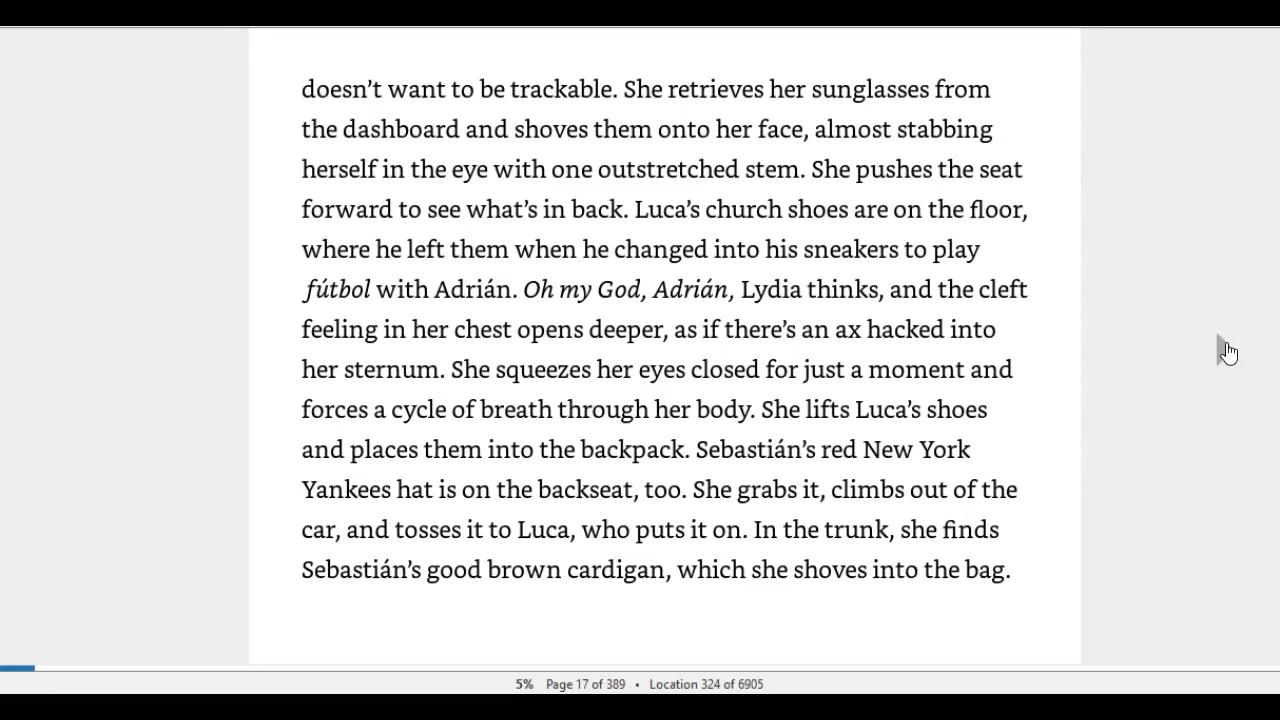 doesn’t want to be trackable. She retrieves her sunglasses from
the dashboard and shoves them onto her face, almost stabbing
herself in the eye with one outstretched stem. She pushes the seat
forward to see what’s in back. Luca’s church shoes are on the floor,
where he left them when he changed into his sneakers to play
fútbol with Adrián. Oh my God, Adrián, Lydia thinks, and the cleft
feeling in her chest opens deeper, as if there’s an ax hacked into
her sternum. She squeezes her eyes closed for just a moment and
forces a cycle of breath through her body. She lifts Luca’s shoes
and places them into the backpack. Sebastián’s red New York
Yankees hat is on the backseat, too. She grabs it, climbs out of the
car, and tosses it to Luca, who puts it on. In the trunk, she finds
Sebastián’s good brown cardigan, which she shoves into the bag.
5% Page 17 of 389 • Location 324 of 6905